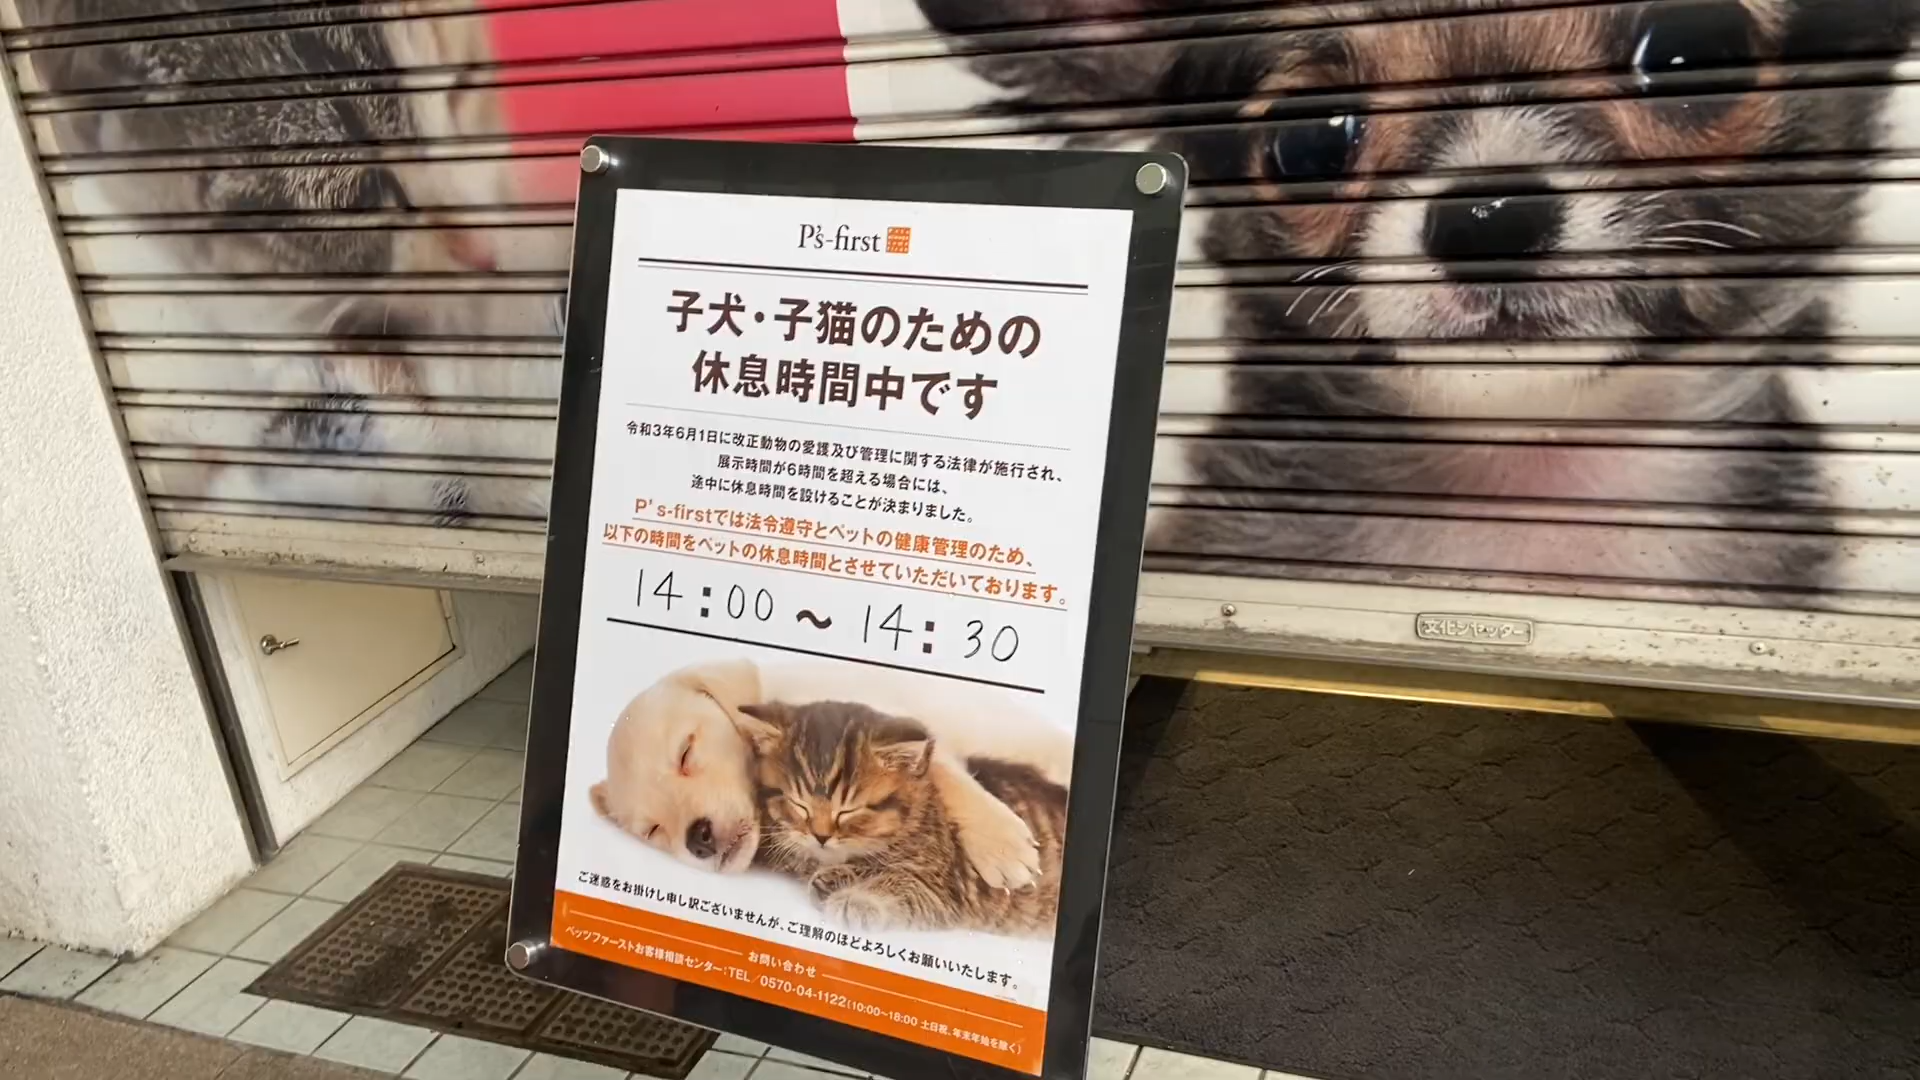 P's-first
子犬・子猫のための
休息時間中です
令和3年6月1日に改正動物の愛護及び管理に関する法律が施行され、
展示時間が6時間を超える場合には、
途中に休息時間を設けることが決まりました。
P's-firstでは法令遵守とペットの健康管理のため、
以下の時間をペットの休息時間とさせていただいております。
14:00～14:30
ご迷惑をお掛けし申し訳ございませんが、ご理解のほどよろしくお願いいたします。
お問い合わせ
ペッツファーストお客様相談センター：TEL／0570-04-1122(10:00~18:00 土日祝、年末年始を除く)
文化シヤッター